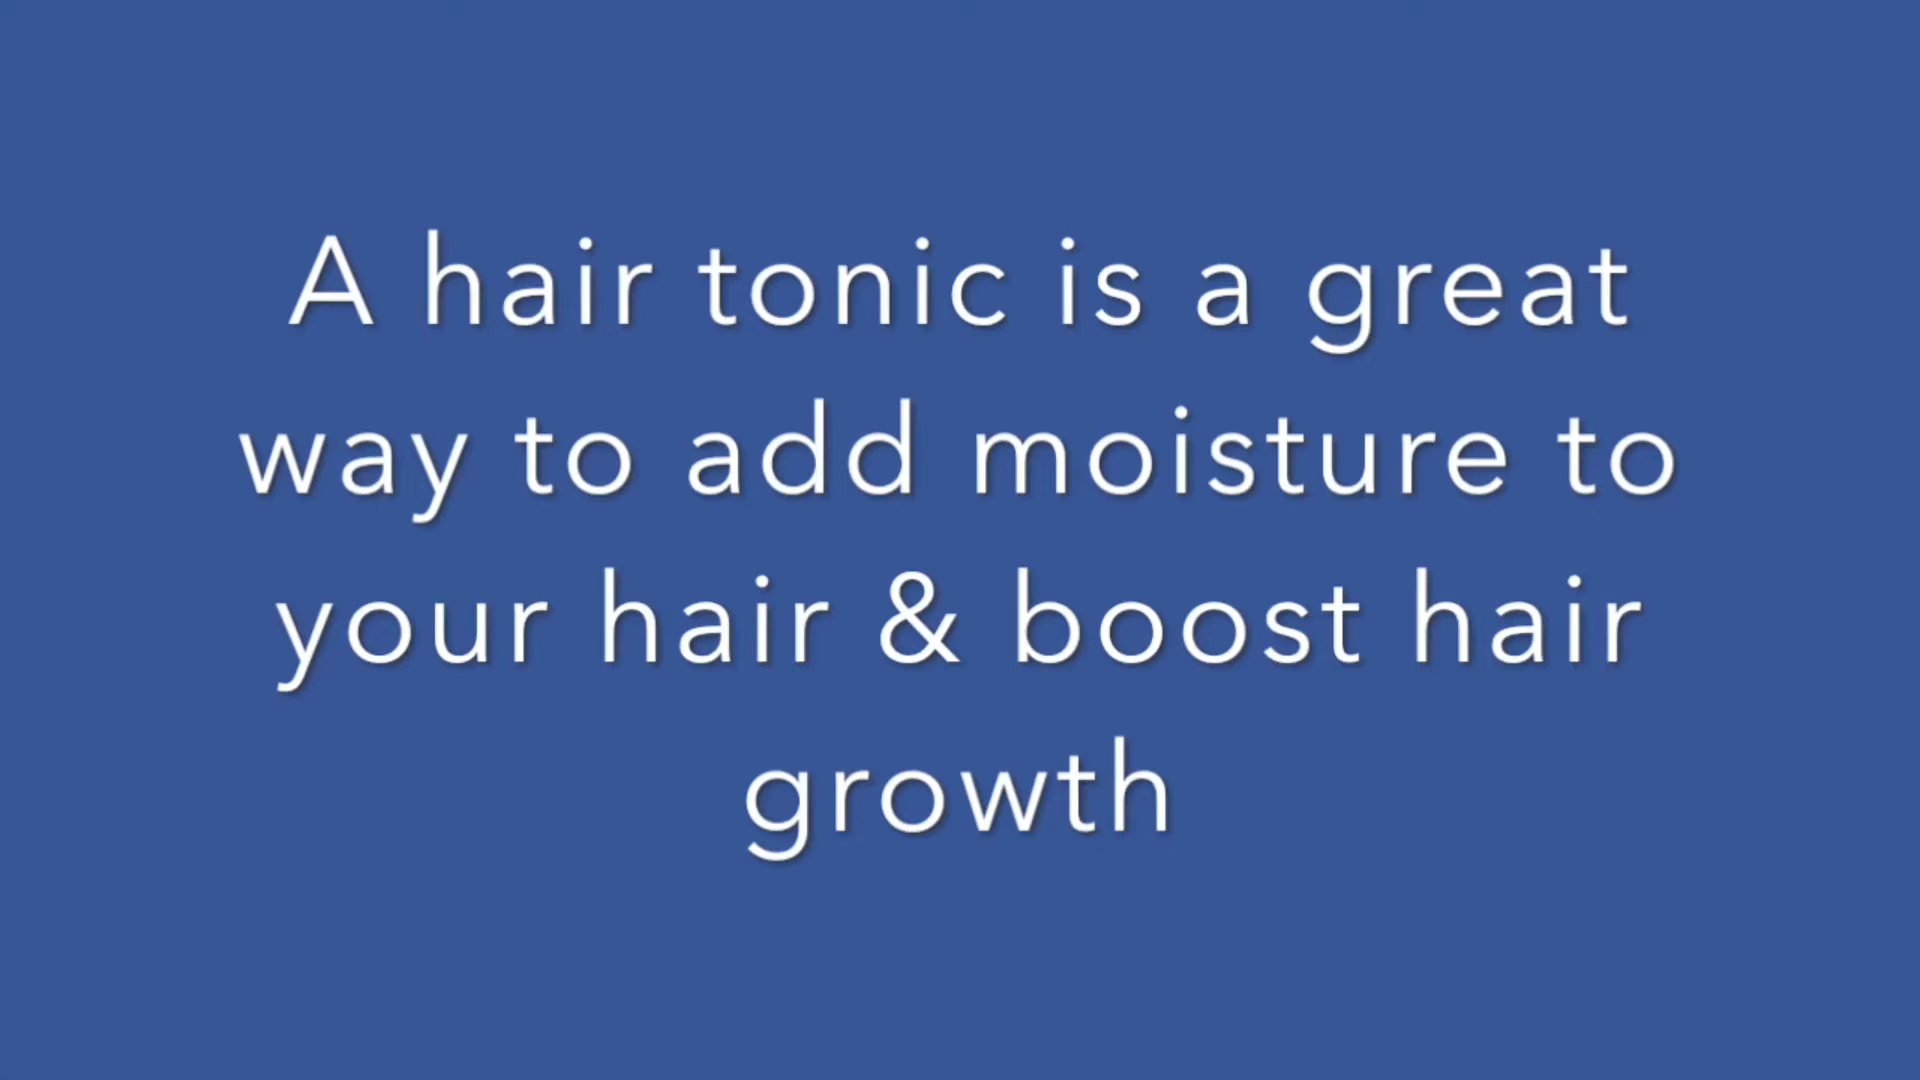 A hair tonic is a great
way to add moisture to
your hair & boost hair
growth